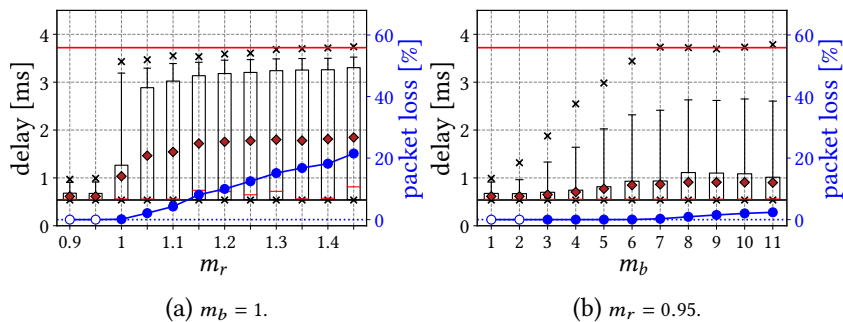 4
3
2
1
0
delay [ms]
0.9
1
1.1
1.2
1.3
1.4
m_r
60
40
20
0
packet loss [%]
(a) m_b = 1.
4
3
2
1
0
delay [ms]
1 2 3 4 5 6 7 8 9 10 11
m_b
60
40
20
0
packet loss [%]
(b) m_r = 0.95.